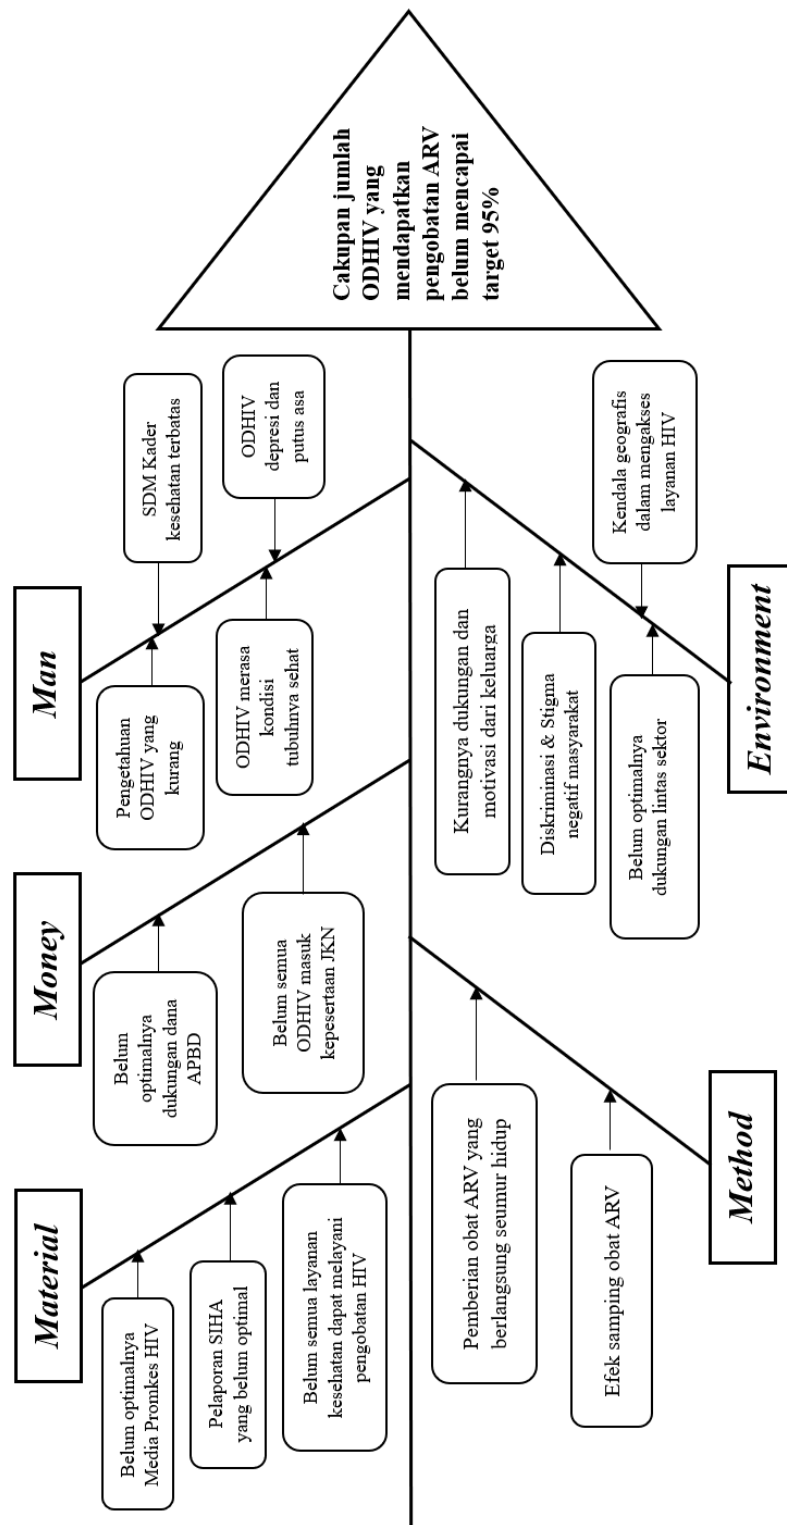 Material
Money
Man
Belum optimalnya
Media Promkes HIV
Pelaporan SIHA
yang belum optimal
Belum semua layanan
kesehatan dapat melayani
pengobatan HIV
Belum
optimalnya
dukungan dana
APBD
Belum semua
ODHIV masuk
kepesertaan JKN
Pengetahuan
ODHIV yang
kurang
ODHIV merasa
kondisi
tubuhnya sehat
SDM Kader
kesehatan terbatas
ODHIV
depresi dan
putus asa
Cakupan jumlah
ODHIV yang
mendapatkan
pengobatan ARV
belum mencapai
target 95%
Pemberian obat ARV yang
berlangsung seumur hidup
Efek samping obat ARV
Kurangnya dukungan dan
motivasi dari keluarga
Diskriminasi & Stigma
negatif masyarakat
Belum optimalnya
dukungan lintas sektor
Kendala geografis
dalam mengakses
layanan HIV
Method
Environment